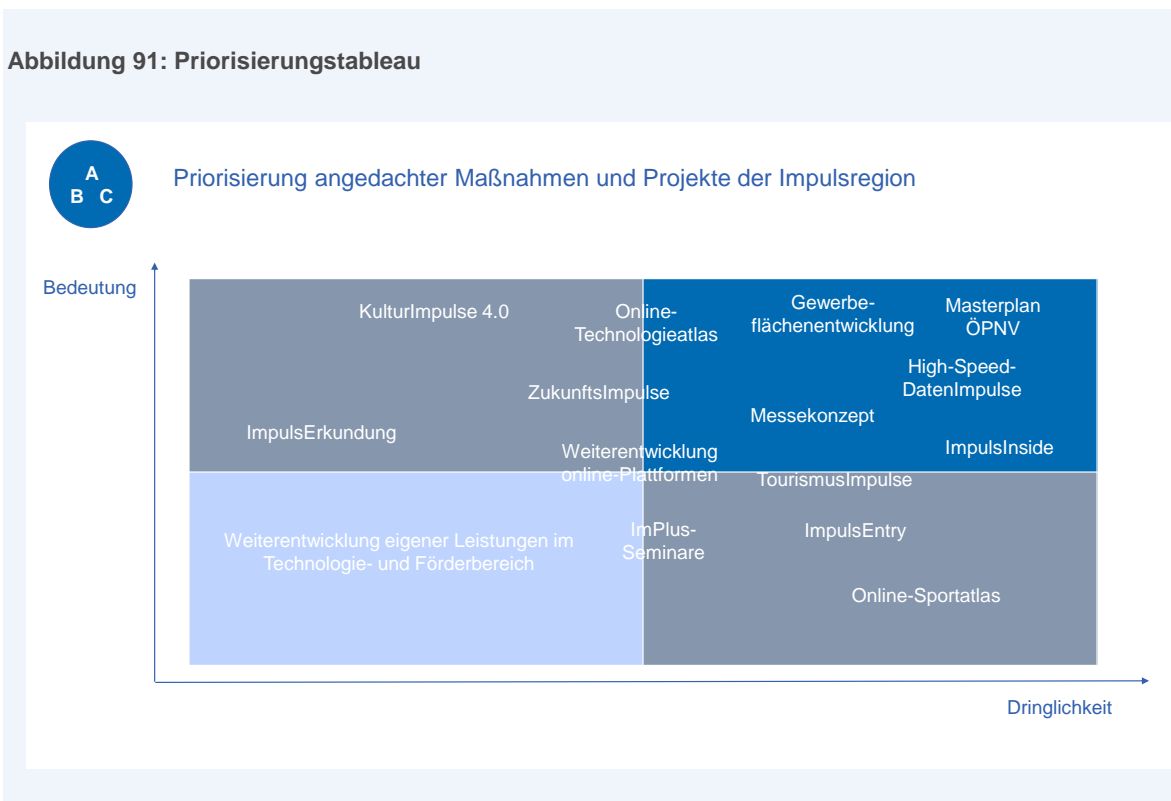 Abbildung 91: Priorisierungstableau
A
B C
Priorisierung angedachter Maßnahmen und Projekte der Impulsregion
Bedeutung
KulturImpulse 4.0
Online-
Technologieatlas
Gewerbe-
flächenentwicklung
Masterplan
ÖPNV
High-Speed-
DatenImpulse
ZukunftsImpulse
Messekonzept
ImpulsErkundung
ImpulsInside
Weiterentwicklung
online-Plattformen
TourismusImpulse
Weiterentwicklung eigener Leistungen im
Technologie- und Förderbereich
ImPlus-
Seminare
ImpulsEntry
Online-Sportatlas
Dringlichkeit